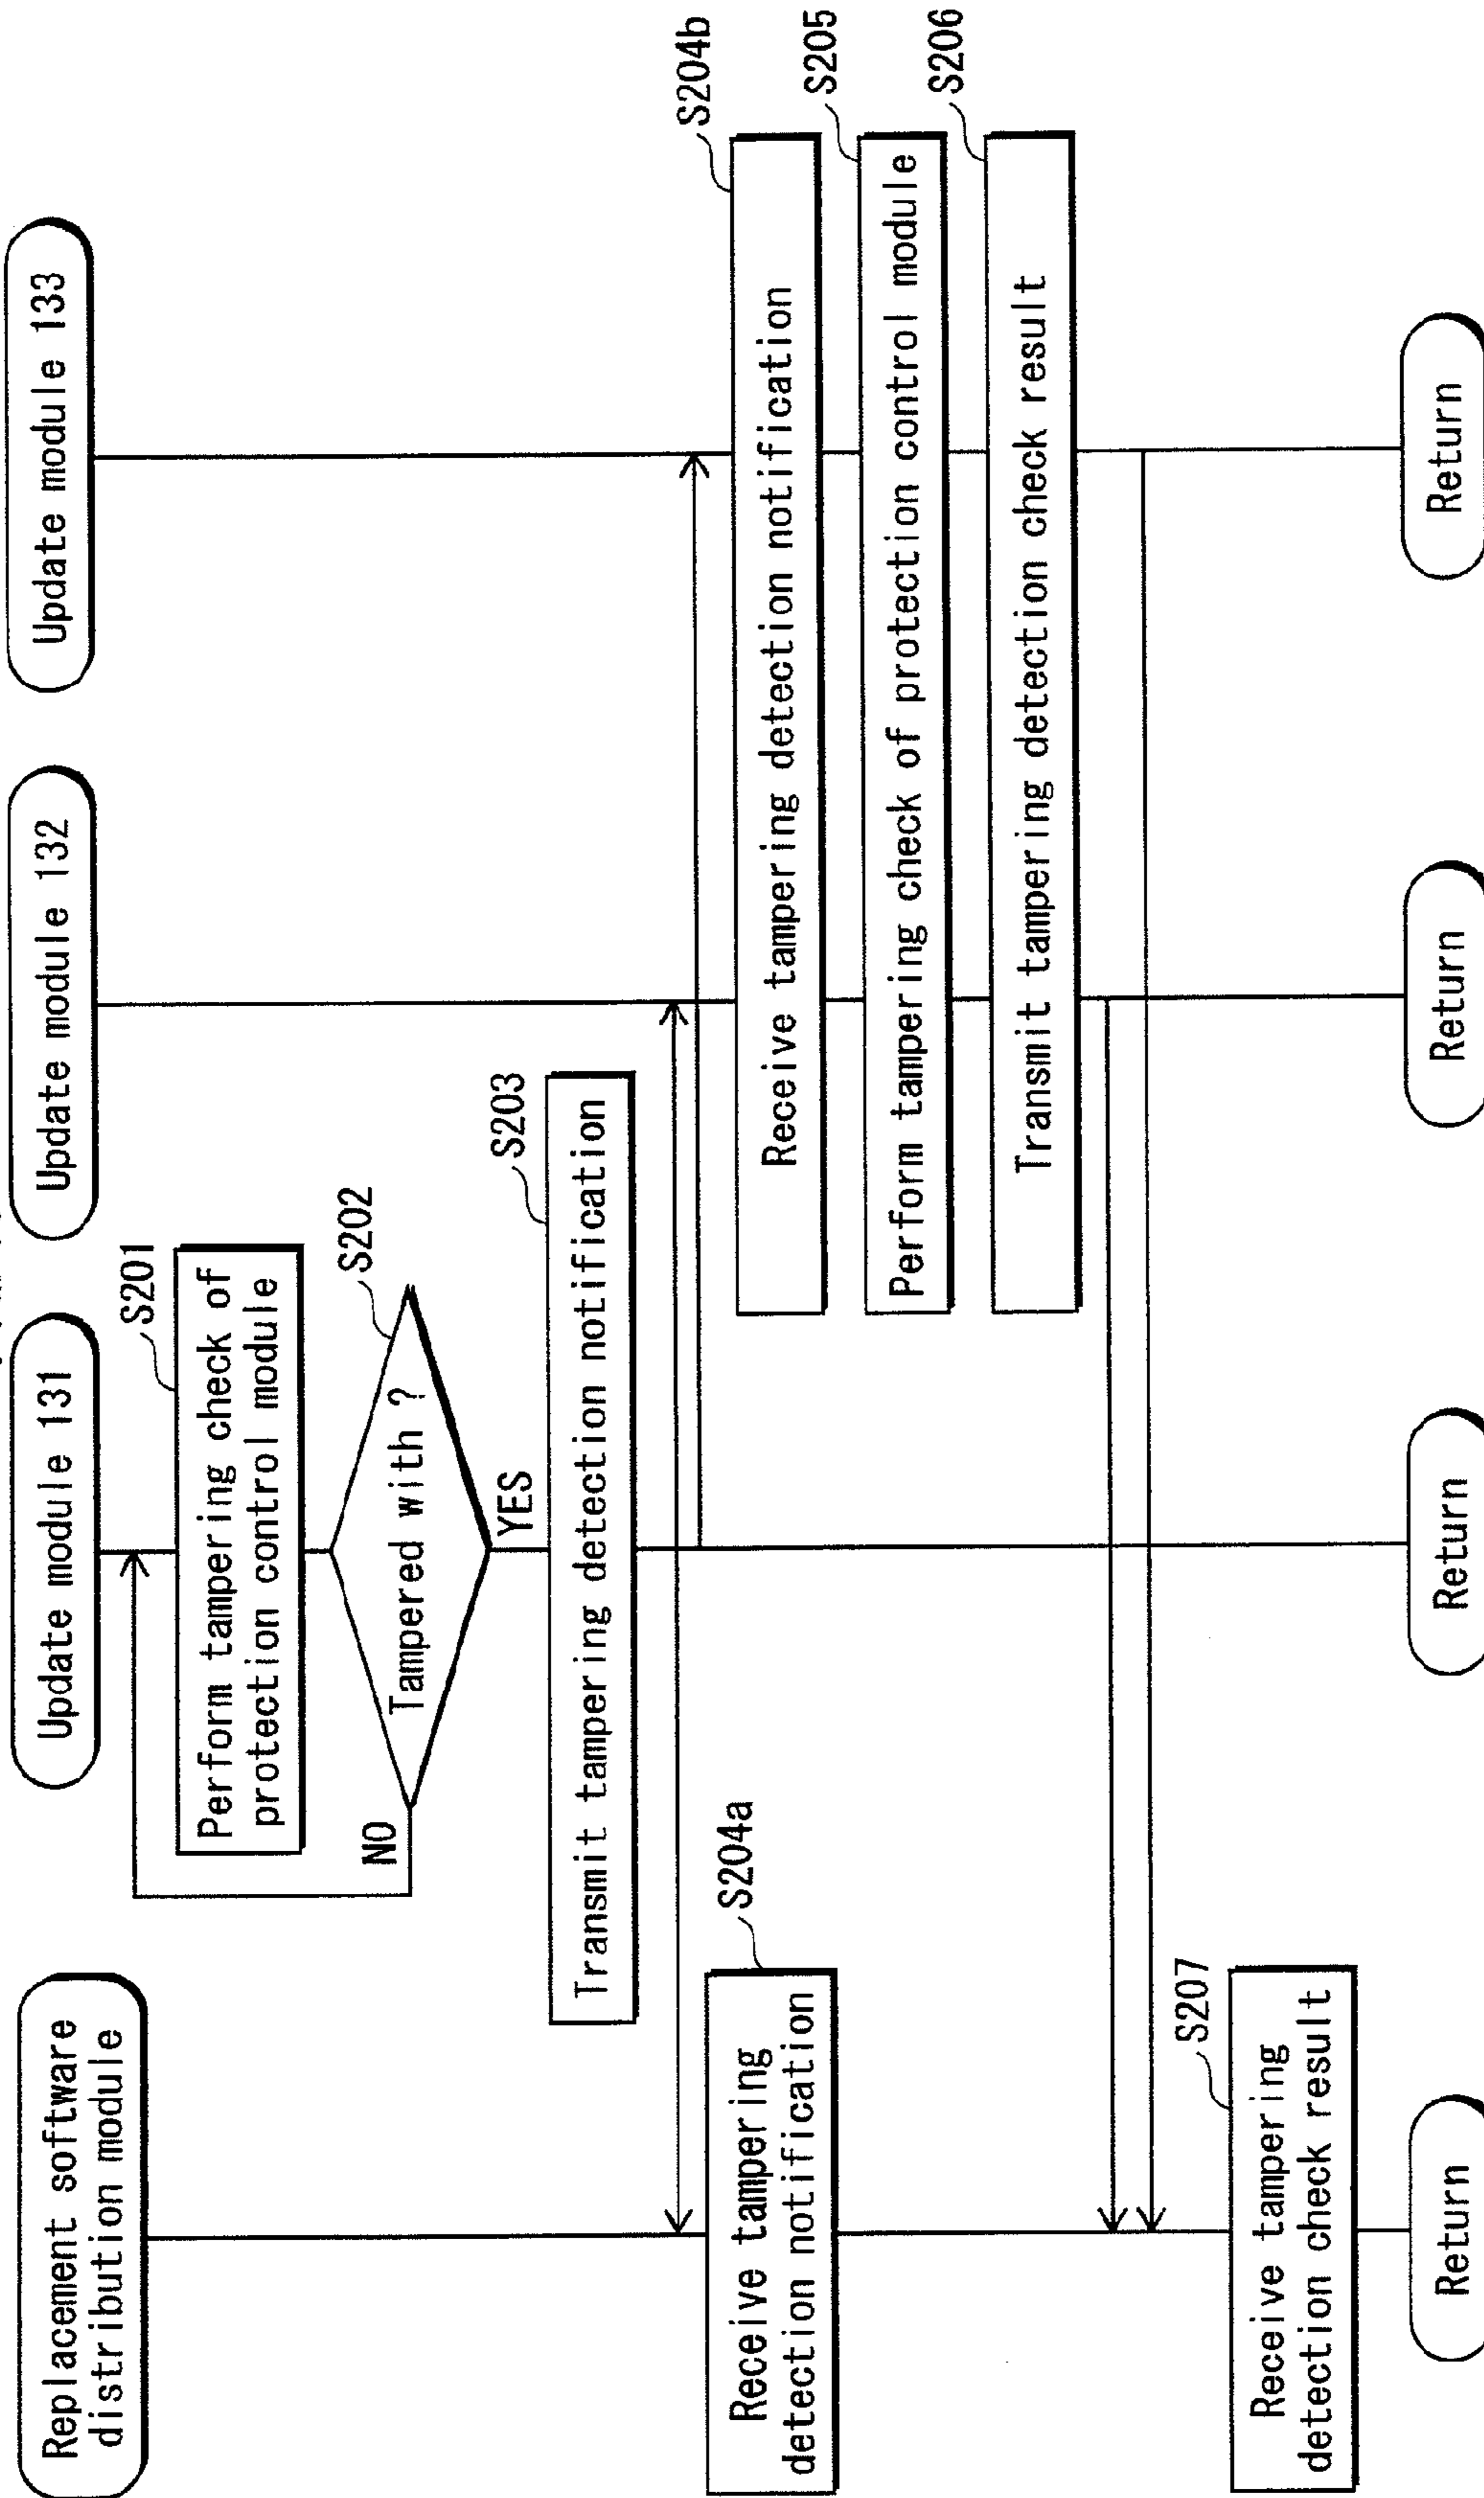 Replacement software
distribution module
Update module 131
Update module 132
Update module 133
S201
Perform tampering check of
protection control module
S202
Tampered with ?
NO
YES
S203
Transmit tampering detection notification
S204a
Receive tampering
detection notification
S204b
Receive tampering detection notification
S205
Perform tampering check of protection control module
S206
Transmit tampering detection check result
S207
Receive tampering
detection check result
Return
Return
Return
Return